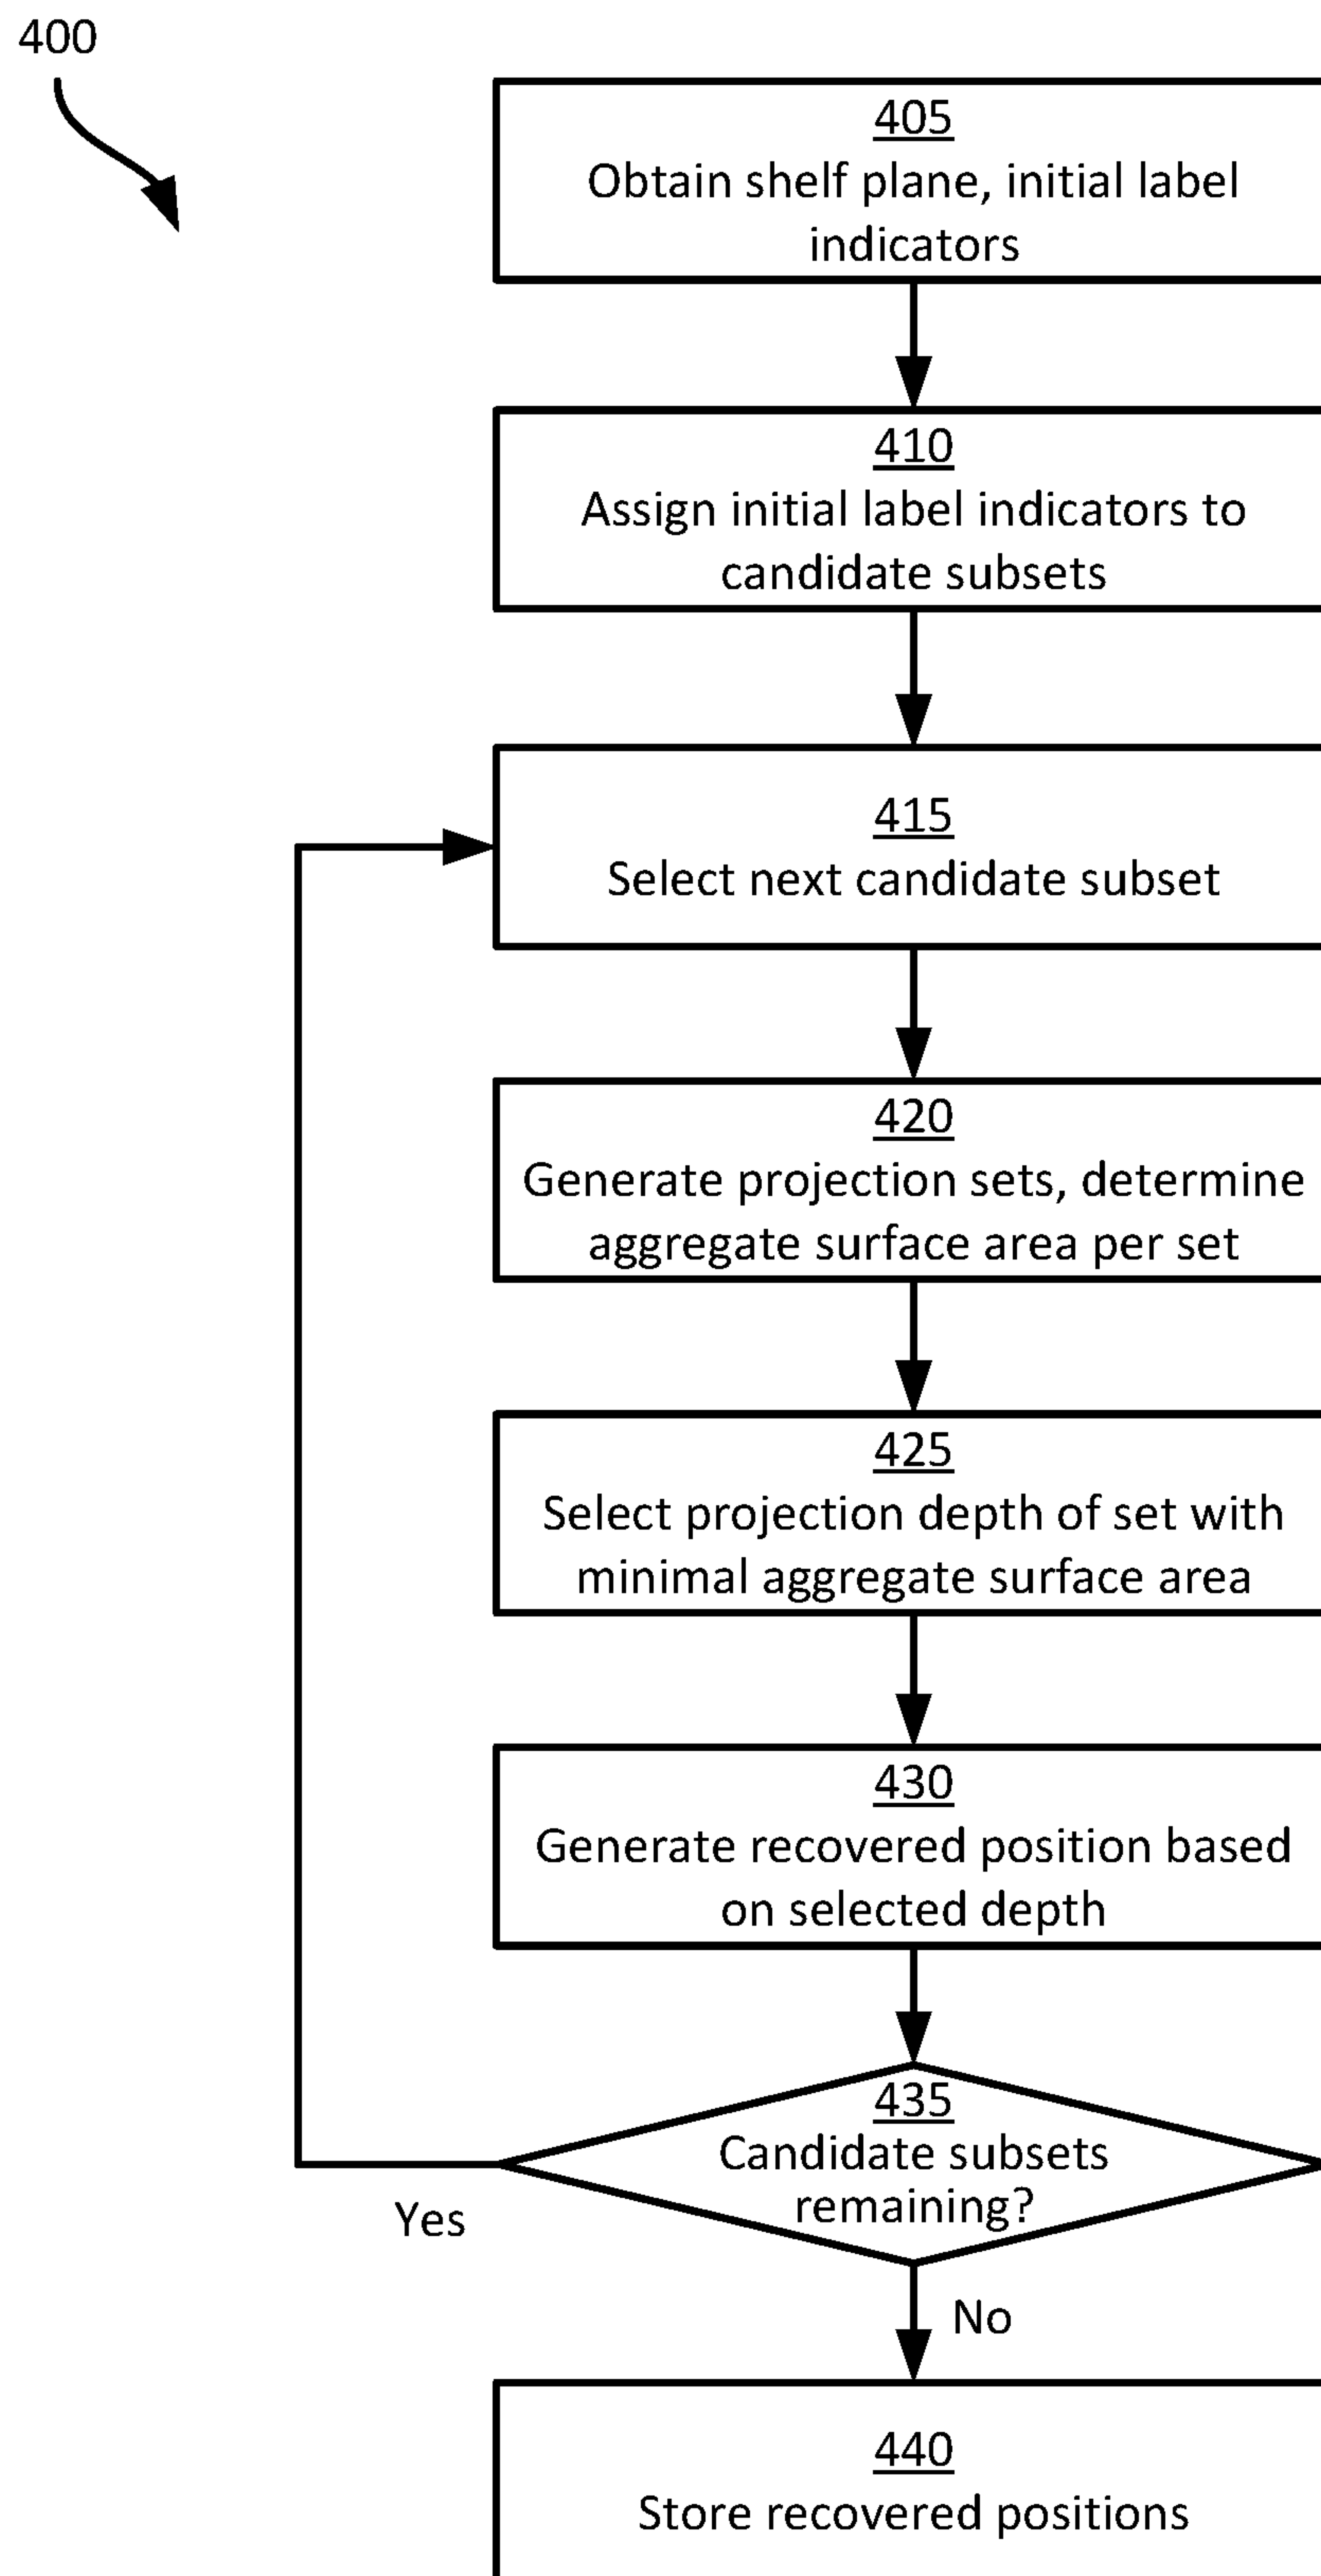 400
405
Obtain shelf plane, initial label
indicators
410
Assign initial label indicators to
candidate subsets
415
Select next candidate subset
420
Generate projection sets, determine
aggregate surface area per set
425
Select projection depth of set with
minimal aggregate surface area
430
Generate recovered position based
on selected depth
435
Candidate subsets
remaining?
Yes
No
440
Store recovered positions